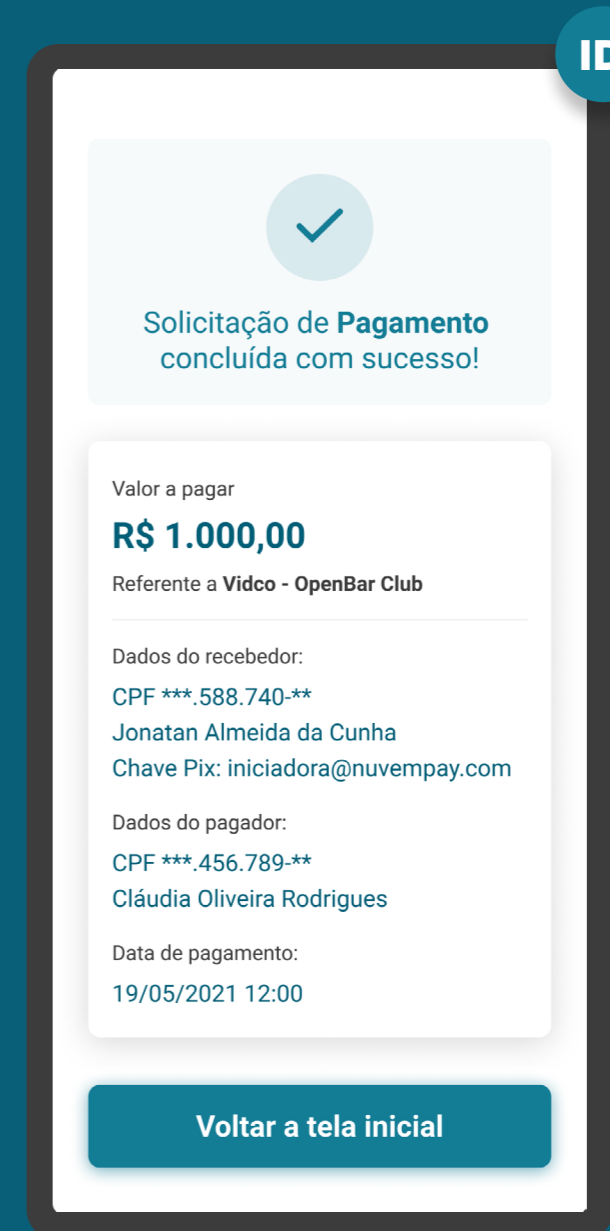 ID
Solicitação de Pagamento
concluída com sucesso!
Valor a pagar
R$ 1.000,00
Referente a Vidco - OpenBar Club
Dados do recebedor:
CPF ***.588.740-**
Jonatan Almeida da Cunha
Chave Pix: iniciadora@nuvempay.com
Dados do pagador:
CPF ***.456.789-**
Cláudia Oliveira Rodrigues
Data de pagamento:
19/05/2021 12:00
Voltar a tela inicial